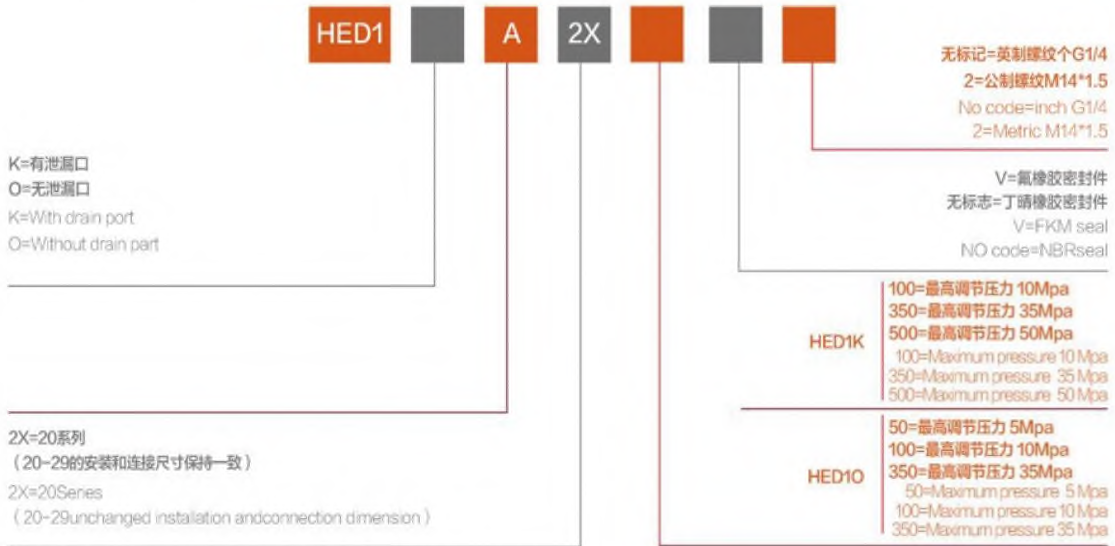 HED1 A 2X
无标记=英制螺纹个G1/4
2=公制螺纹M14*1.5
No code=inch G1/4
2=Metric M14*1.5
K=有泄漏口
O=无泄漏口
K=With drain port
O=Without drain part
V=氟橡胶密封件
无标志=丁晴橡胶密封件
V=FKM seal
NO code=NBRseal
HED1K
100=最高调节压力 10Mpa
350=最高调节压力 35Mpa
500=最高调节压力 50Mpa
100=Maximum pressure 10 Mpa
350=Maximum pressure 35 Mpa
500=Maximum pressure 50 Mpa
2X=20系列
（20-29的安装和连接尺寸保持一致）
2X=20Series
（20-29unchanged installation andconnection dimension）
HED1O
50=最高调节压力 5Mpa
100=最高调节压力 10Mpa
350=最高调节压力 35Mpa
50=Maximum pressure 5 Mpa
100=Maximum pressure 10 Mpa
350=Maximum pressure 35 Mpa